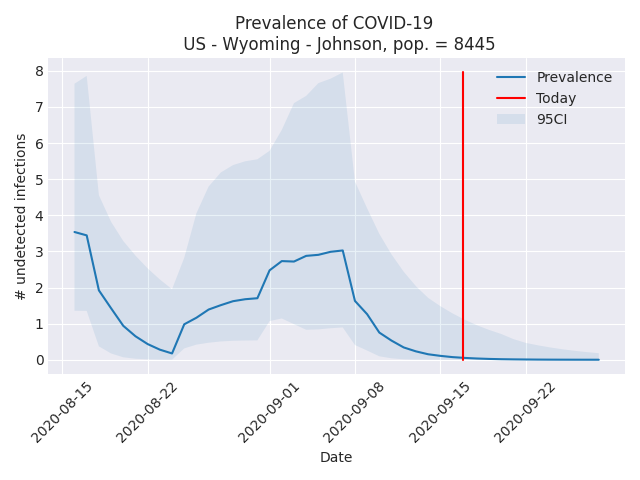 Prevalence of COVID-19
US - Wyoming - Johnson, pop. = 8445
Prevalence
Today
95CI
# undetected infections
8
7
6
5
4
3
2
1
0
2020-08-15
2020-08-22
2020-09-01
2020-09-08
2020-09-15
2020-09-22
Date